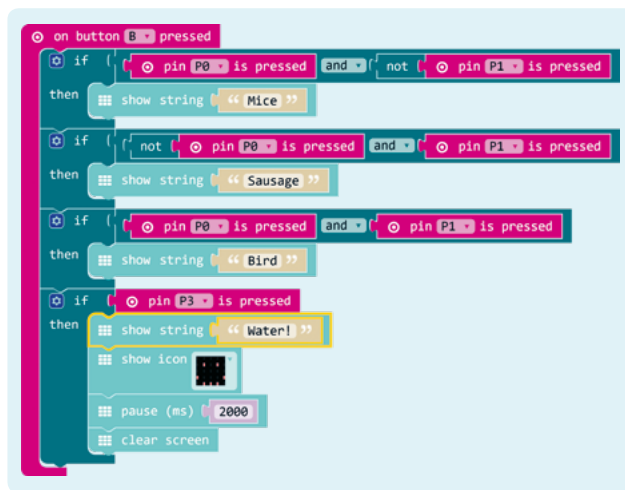 on button B pressed
if pin P0 is pressed and not pin P1 is pressed
then show string “ Mice ”
if not pin P0 is pressed and pin P1 is pressed
then show string “ Sausage ”
if pin P0 is pressed and pin P1 is pressed
then show string “ Bird ”
if pin P3 is pressed
then show string “ Water! ”
show icon
pause (ms) 2000
clear screen